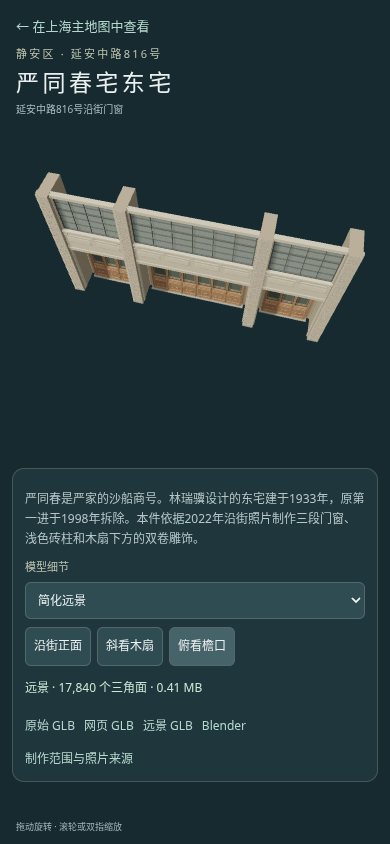 ← 在上海主地图中查看
静安区 · 延安中路816号
严同春宅东宅
延安中路816号沿街门窗
严同春是严家的沙船商号。林瑞骥设计的东宅建于1933年，原第
一进于1998年拆除。本件依据2022年沿街照片制作三段门窗、
浅色砖柱和木扇下方的双卷雕饰。
模型细节
简化远景
沿街正面 斜看木扇 俯看檐口
远景 · 17,840 个三角面 · 0.41 MB
原始 GLB 网页 GLB 远景 GLB Blender
制作范围与照片来源
拖动旋转 · 滚轮或双指缩放